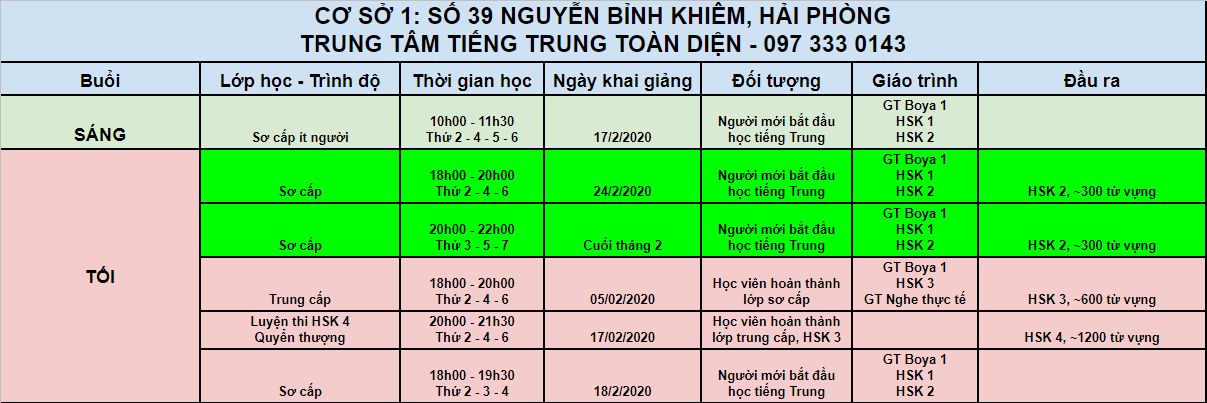 CƠ SỞ 1: SỐ 39 NGUYỄN BỈNH KHIÊM, HẢI PHÒNG
TRUNG TÂM TIẾNG TRUNG TOÀN DIỆN - 097 333 0143
Buổi
Lớp học - Trình độ
Thời gian học
Ngày khai giảng
Đối tượng
Giáo trình
Đầu ra
SÁNG
Sơ cấp ít người
10h00 - 11h30
Thứ 2 - 4 - 5 - 6
17/2/2020
Người mới bắt đầu
học tiếng Trung
GT Boya 1
HSK 1
HSK 2
TỐI
Sơ cấp
18h00 - 20h00
Thứ 2 - 4 - 6
24/2/2020
Người mới bắt đầu
học tiếng Trung
GT Boya 1
HSK 1
HSK 2
HSK 2, ~300 từ vựng
Sơ cấp
20h00 - 22h00
Thứ 3 - 5 - 7
Cuối tháng 2
Người mới bắt đầu
học tiếng Trung
GT Boya 1
HSK 1
HSK 2
HSK 2, ~300 từ vựng
Trung cấp
18h00 - 20h00
Thứ 2 - 4 - 6
05/02/2020
Học viên hoàn thành
lớp sơ cấp
GT Boya 1
HSK 3
GT Nghe thực tế
HSK 3, ~600 từ vựng
Luyện thi HSK 4
Quyển thượng
20h00 - 21h30
Thứ 2 - 4 - 6
17/02/2020
Học viên hoàn thành
lớp trung cấp, HSK 3
HSK 4, ~1200 từ vựng
Sơ cấp
18h00 - 19h30
Thứ 2 - 3 - 4
18/2/2020
Người mới bắt đầu
học tiếng Trung
GT Boya 1
HSK 1
HSK 2